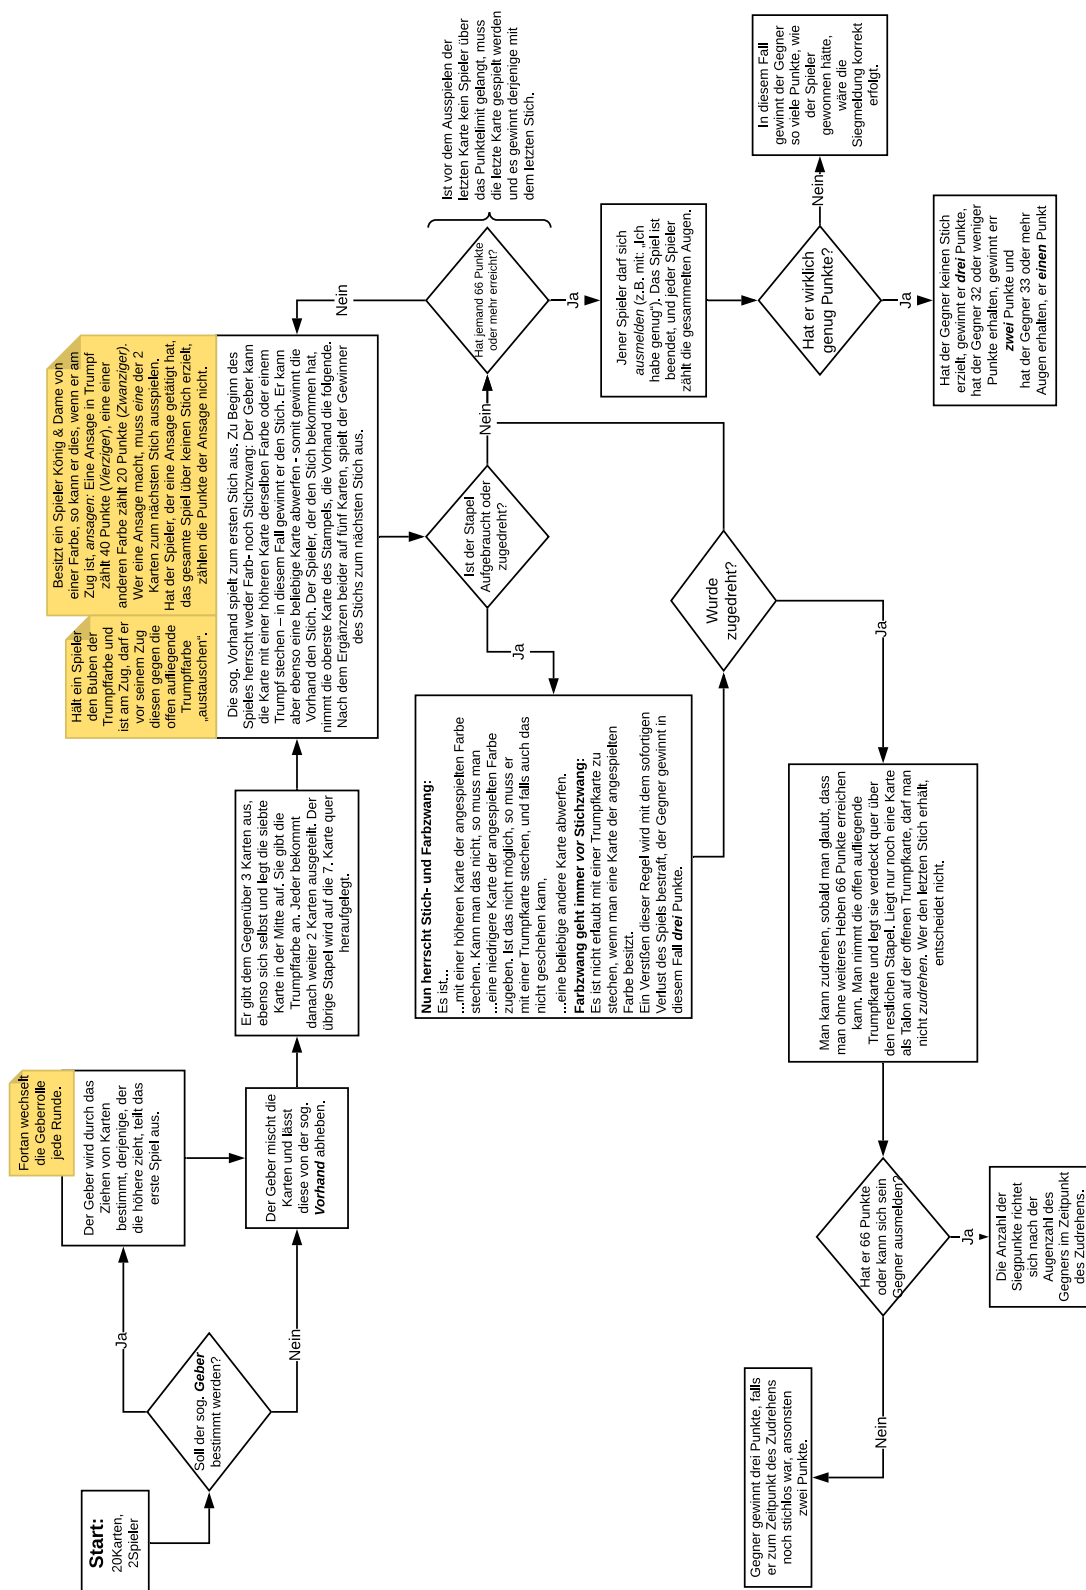 Start:
20Karten,
2Spieler
Soll der sog. Geber
bestimmt werden?
Ja
Nein
Fortan wechselt
die Geberrolle
jede Runde.
Der Geber wird durch das
Ziehen von Karten
bestimmt, derjenige, der
die höhere zieht, teilt das
erste Spiel aus.
Der Geber mischt die
Karten und lässt
diese von der sog.
Vorhand abheben.
Er gibt dem Gegenüber 3 Karten aus,
ebenso sich selbst und legt die siebte
Karte in der Mitte auf. Sie gibt die
Trumpffarbe an. Jeder bekommt
danach weiter 2 Karten ausgeteilt. Der
übrige Stapel wird auf die 7. Karte quer
heraufgelegt.
Hält ein Spieler
den Buben der
Trumpffarbe und
ist am Zug, darf er
vor seinem Zug
diesen gegen die
offen aufliegende
Trumpffarbe
„austauschen“.
Besitzt ein Spieler König & Dame von
einer Farbe, so kann er dies, wenn er am
Zug ist, ansagen: Eine Ansage in Trumpf
zählt 40 Punkte (Vierziger), eine einer
anderen Farbe zählt 20 Punkte (Zwanziger).
Wer eine Ansage macht, muss eine der 2
Karten zum nächsten Stich ausspielen.
Hat der Spieler, der eine Ansage getätigt hat,
das gesamte Spiel über keinen Stich erzielt,
zählen die Punkte der Ansage nicht.
Die sog. Vorhand spielt zum ersten Stich aus. Zu Beginn des
Spieles herrscht weder Farb- noch Stichzwang: Der Geber kann
die Karte mit einer höheren Karte derselben Farbe oder einem
Trumpf stechen – in diesem Fall gewinnt er den Stich. Er kann
aber ebenso eine beliebige Karte abwerfen - somit gewinnt die
Vorhand den Stich. Der Spieler, der den Stich bekommen hat,
nimmt die oberste Karte des Stampels, die Vorhand die folgende.
Nach dem Ergänzen beider auf fünf Karten, spielt der Gewinner
des Stichs zum nächsten Stich aus.
Ist der Stapel
Aufgebraucht oder
zugedreht?
Ja
Nein
Nun herrscht Stich- und Farbzwang:
Es ist...
...mit einer höheren Karte der angespielten Farbe
stechen. Kann man das nicht, so muss man
...eine niedrigere Karte der angespielten Farbe
zugeben. Ist das nicht möglich, so muss er
mit einer Trumpfkarte stechen, und falls auch das
nicht geschehen kann,
...eine beliebige andere Karte abwerfen.
Farbzwang geht immer vor Stichzwang:
Es ist nicht erlaubt mit einer Trumpfkarte zu
stechen, wenn man eine Karte der angespielten
Farbe besitzt.
Ein Verstßen dieser Regel wird mit dem sofortigen
Verlust des Spiels bestraft, der Gegner gewinnt in
diesem Fall drei Punkte.
Wurde
zugedreht?
Ja
Hat jemand 66 Punkte
oder mehr erreicht?
Nein
Ja
Ist vor dem Ausspielen der
letzten Karte kein Spieler über
das Punktelimit gelangt, muss
die letzte Karte gespielt werden
und es gewinnt derjenige mit
dem letzten Stich.
Jener Spieler darf sich
ausmelden (z.B. mit: „Ich
habe genug“). Das Spiel ist
beendet, und jeder Spieler
zählt die gesammelten Augen.
Hat er wirklich
genug Punkte?
Nein
Ja
In diesem Fall
gewinnt der Gegner
so viele Punkte, wie
der Spieler
gewonnen hätte,
wäre die
Siegmeldung korrekt
erfolgt.
Hat der Gegner keinen Stich
erzielt, gewinnt er drei Punkte,
hat der Gegner 32 oder weniger
Punkte erhalten, gewinnt err
zwei Punkte und
hat der Gegner 33 oder mehr
Augen erhalten, er einen Punkt
Man kann zudrehen, sobald man glaubt, dass
man ohne weiteres Heben 66 Punkte erreichen
kann. Man nimmt die offen aufliegende
Trumpfkarte und legt sie verdeckt quer über
den restlichen Stapel. Liegt nur noch eine Karte
als Talon auf der offenen Trumpfkarte, darf man
nicht zudrehen. Wer den letzten Stich erhält,
entscheidet nicht.
Hat er 66 Punkte
oder kann sich sein
Gegner ausmelden?
Ja
Nein
Die Anzahl der
Siegpunkte richtet
sich nach der
Augenzahl des
Gegners im Zeitpunkt
des Zudrehens.
Gegner gewinnt drei Punkte, falls
er zum Zeitpunkt des Zudrehens
noch stichlos war, ansonsten
zwei Punkte.